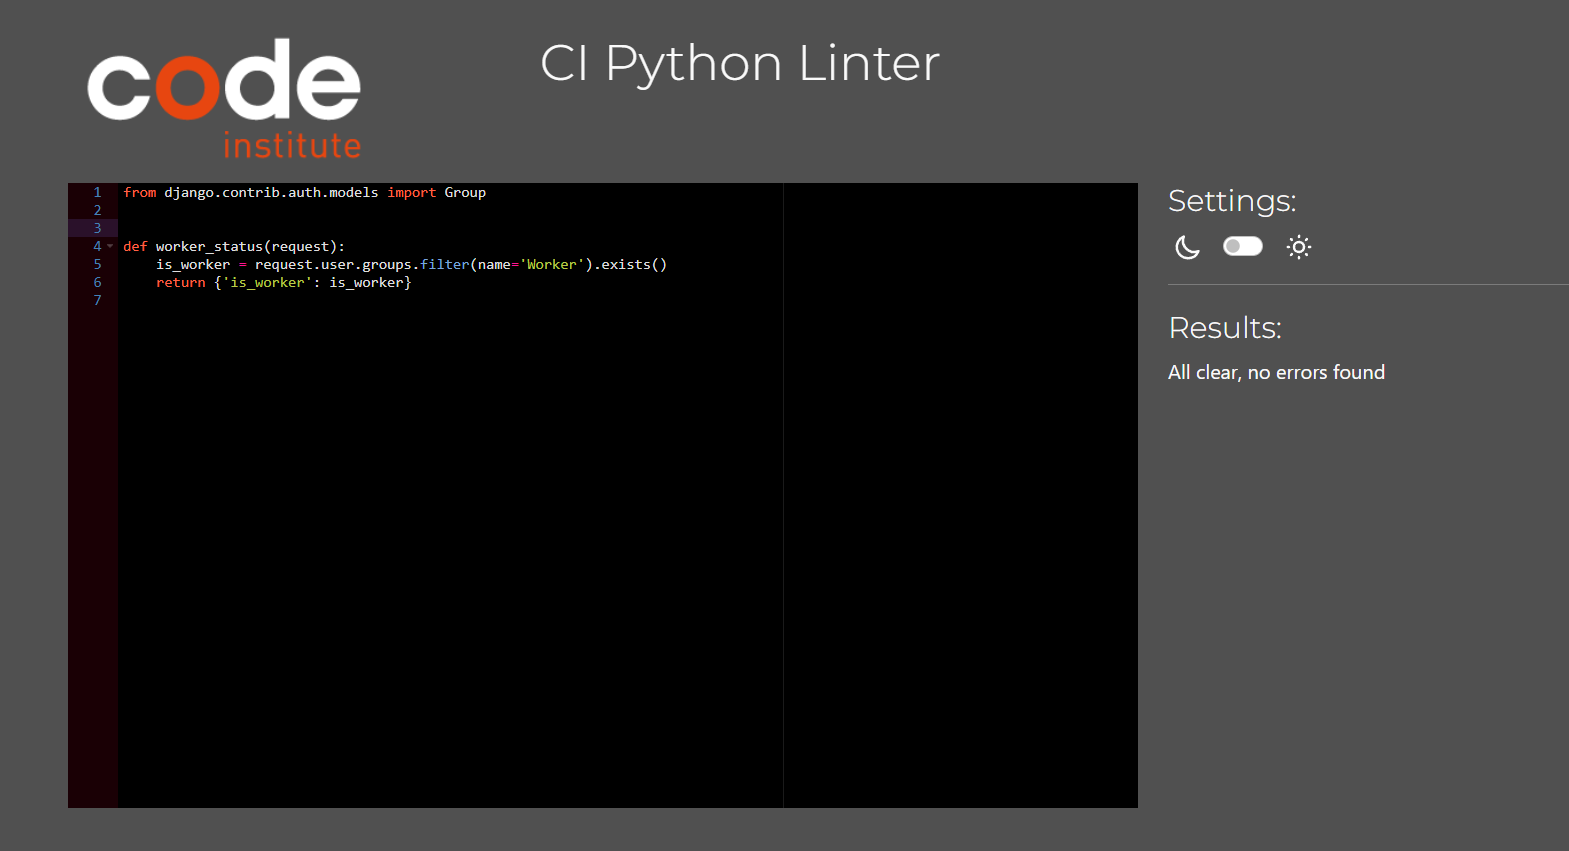 code
institute
CI Python Linter
1 from django.contrib.auth.models import Group
2
3
4 def worker_status(request):
5     is_worker = request.user.groups.filter(name='Worker').exists()
6     return {'is_worker': is_worker}
7
Settings:
Results:
All clear, no errors found